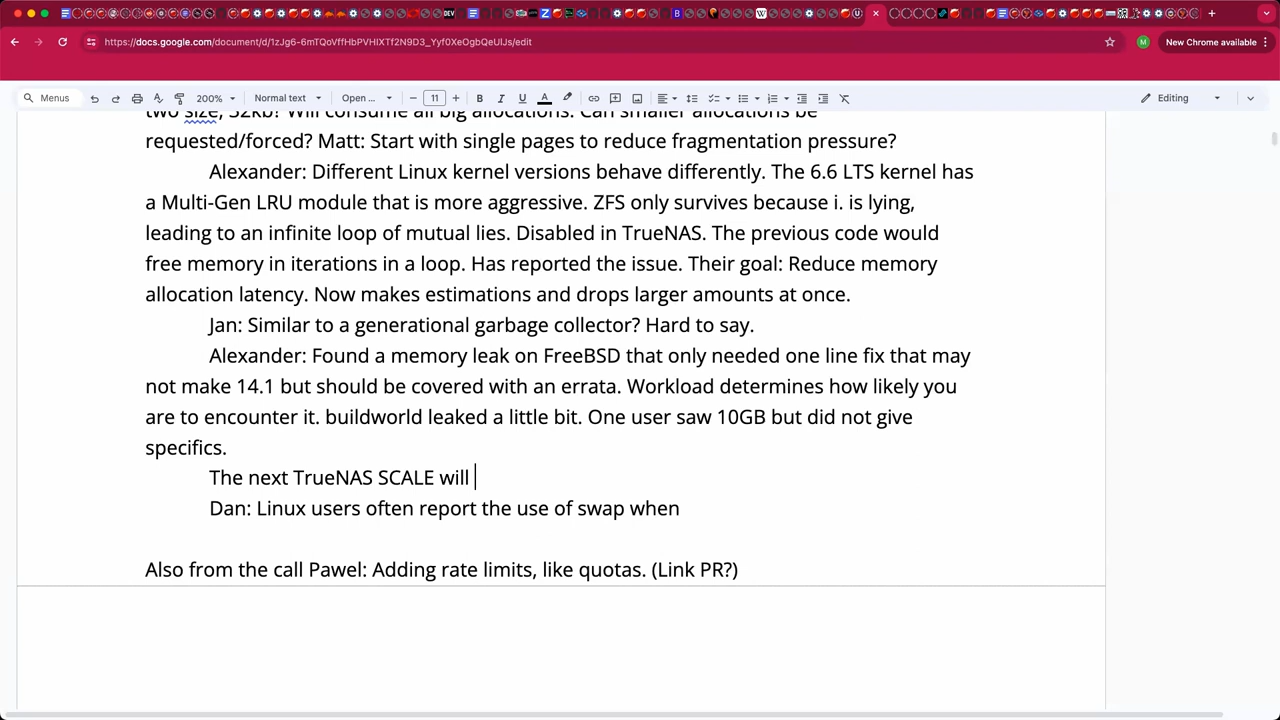 DEV
https://docs.google.com/document/d/1zJg6-6mTQoVffHbPVHIXTf2N9D3_Yyf0XeOgbQeUIJs/edit
M
New Chrome available
Menus
200%
Normal text
Open ...
11
B I U A
Editing
two size, 32kb! Will consume all big allocations. Can smaller allocations be
requested/forced? Matt: Start with single pages to reduce fragmentation pressure?
Alexander: Different Linux kernel versions behave differently. The 6.6 LTS kernel has
a Multi-Gen LRU module that is more aggressive. ZFS only survives because i. is lying,
leading to an infinite loop of mutual lies. Disabled in TrueNAS. The previous code would
free memory in iterations in a loop. Has reported the issue. Their goal: Reduce memory
allocation latency. Now makes estimations and drops larger amounts at once.
Jan: Similar to a generational garbage collector? Hard to say.
Alexander: Found a memory leak on FreeBSD that only needed one line fix that may
not make 14.1 but should be covered with an errata. Workload determines how likely you
are to encounter it. buildworld leaked a little bit. One user saw 10GB but did not give
specifics.
The next TrueNAS SCALE will
Dan: Linux users often report the use of swap when
Also from the call Pawel: Adding rate limits, like quotas. (Link PR?)